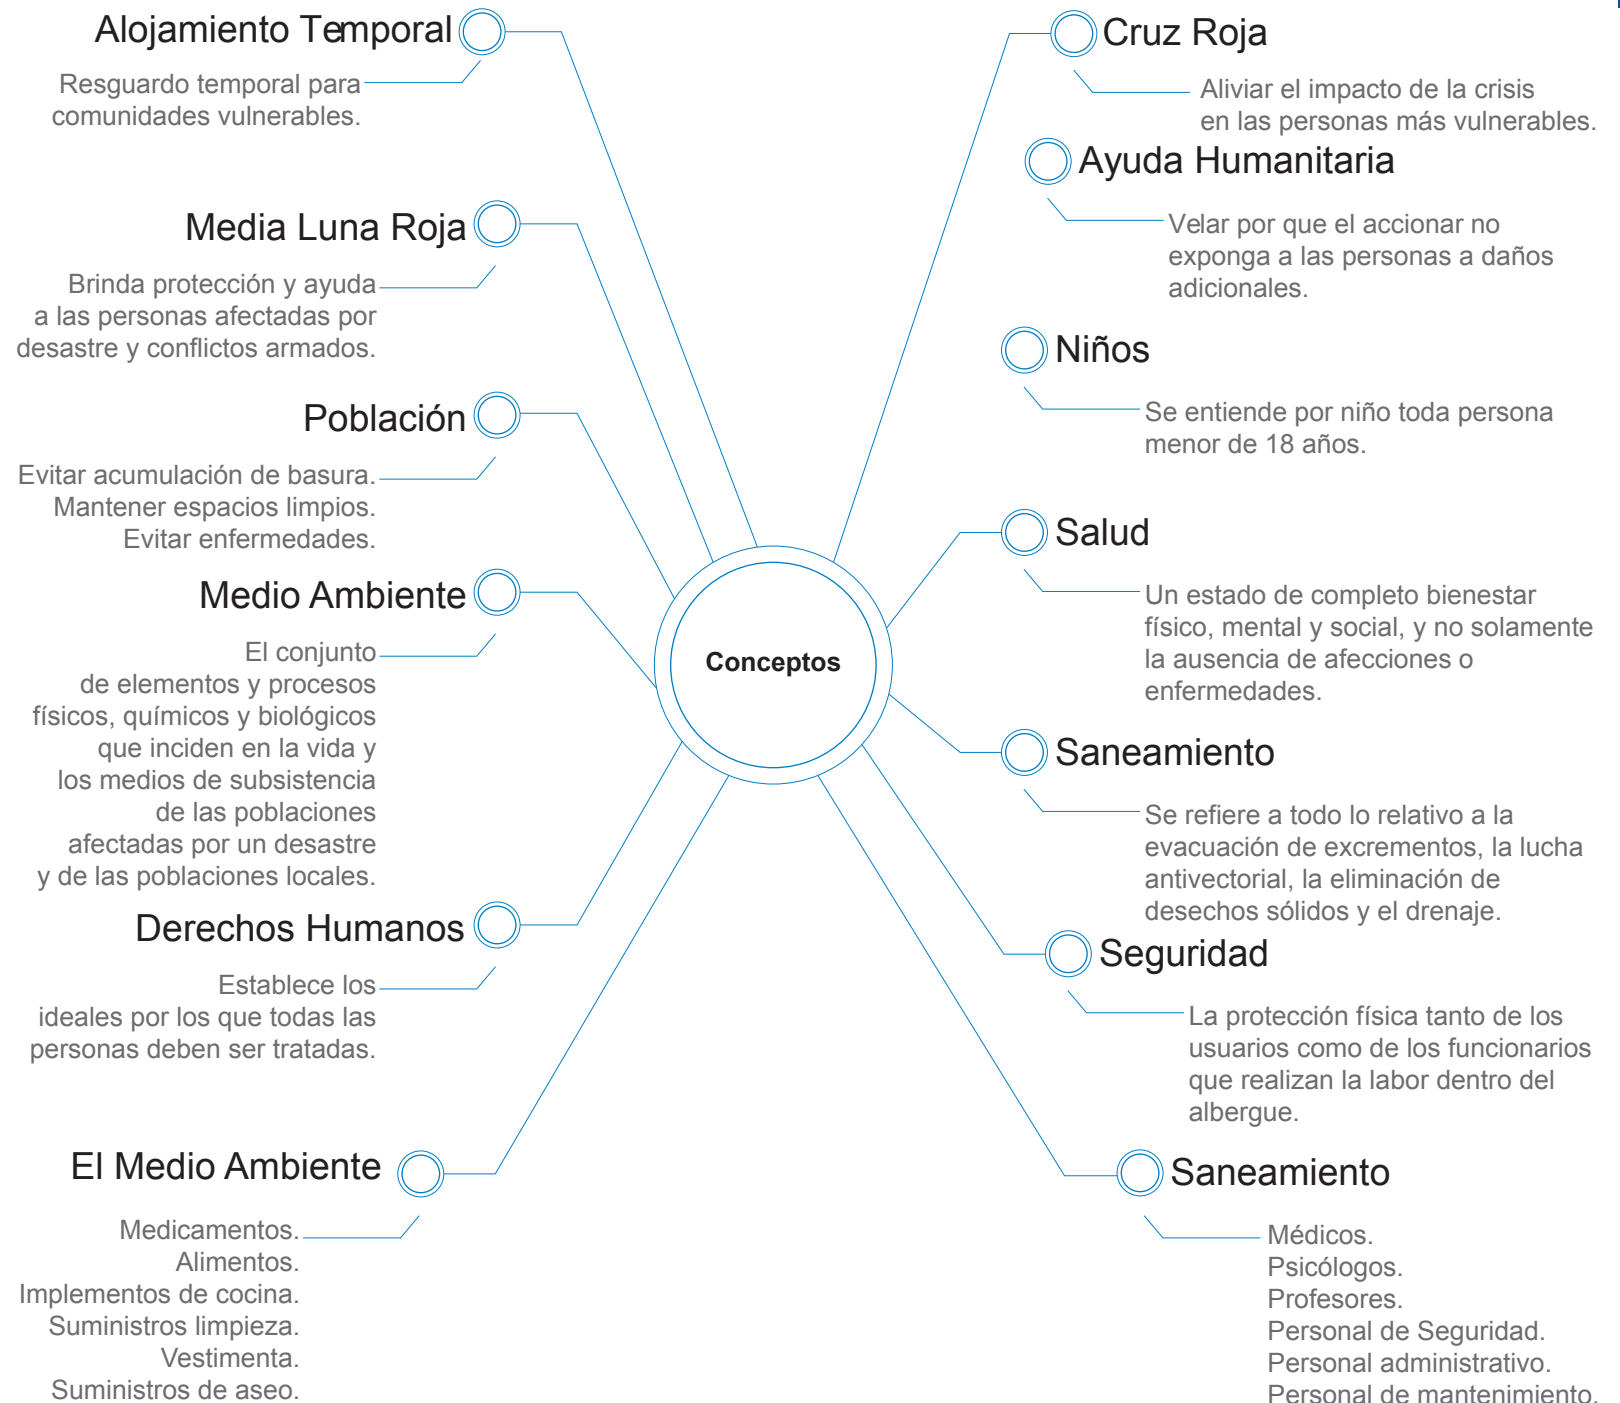 Alojamiento Temporal
Resguardo temporal para
comunidades vulnerables.
Media Luna Roja
Brinda protección y ayuda
a las personas afectadas por
desastre y conflictos armados.
Población
Evitar acumulación de basura.
Mantener espacios limpios.
Evitar enfermedades.
Medio Ambiente
El conjunto
de elementos y procesos
físicos, químicos y biológicos
que inciden en la vida y
los medios de subsistencia
de las poblaciones
afectadas por un desastre
y de las poblaciones locales.
Derechos Humanos
Establece los
ideales por los que todas las
personas deben ser tratadas.
El Medio Ambiente
Medicamentos.
Alimentos.
Implementos de cocina.
Suministros limpieza.
Vestimenta.
Suministros de aseo.
Conceptos
Cruz Roja
Aliviar el impacto de la crisis
en las personas más vulnerables.
Ayuda Humanitaria
Velar por que el accionar no
exponga a las personas a daños
adicionales.
Niños
Se entiende por niño toda persona
menor de 18 años.
Salud
Un estado de completo bienestar
físico, mental y social, y no solamente
la ausencia de afecciones o
enfermedades.
Saneamiento
Se refiere a todo lo relativo a la
evacuación de excrementos, la lucha
antivectorial, la eliminación de
desechos sólidos y el drenaje.
Seguridad
La protección física tanto de los
usuarios como de los funcionarios
que realizan la labor dentro del
albergue.
Saneamiento
Médicos.
Psicólogos.
Profesores.
Personal de Seguridad.
Personal administrativo.
Personal de mantenimiento.